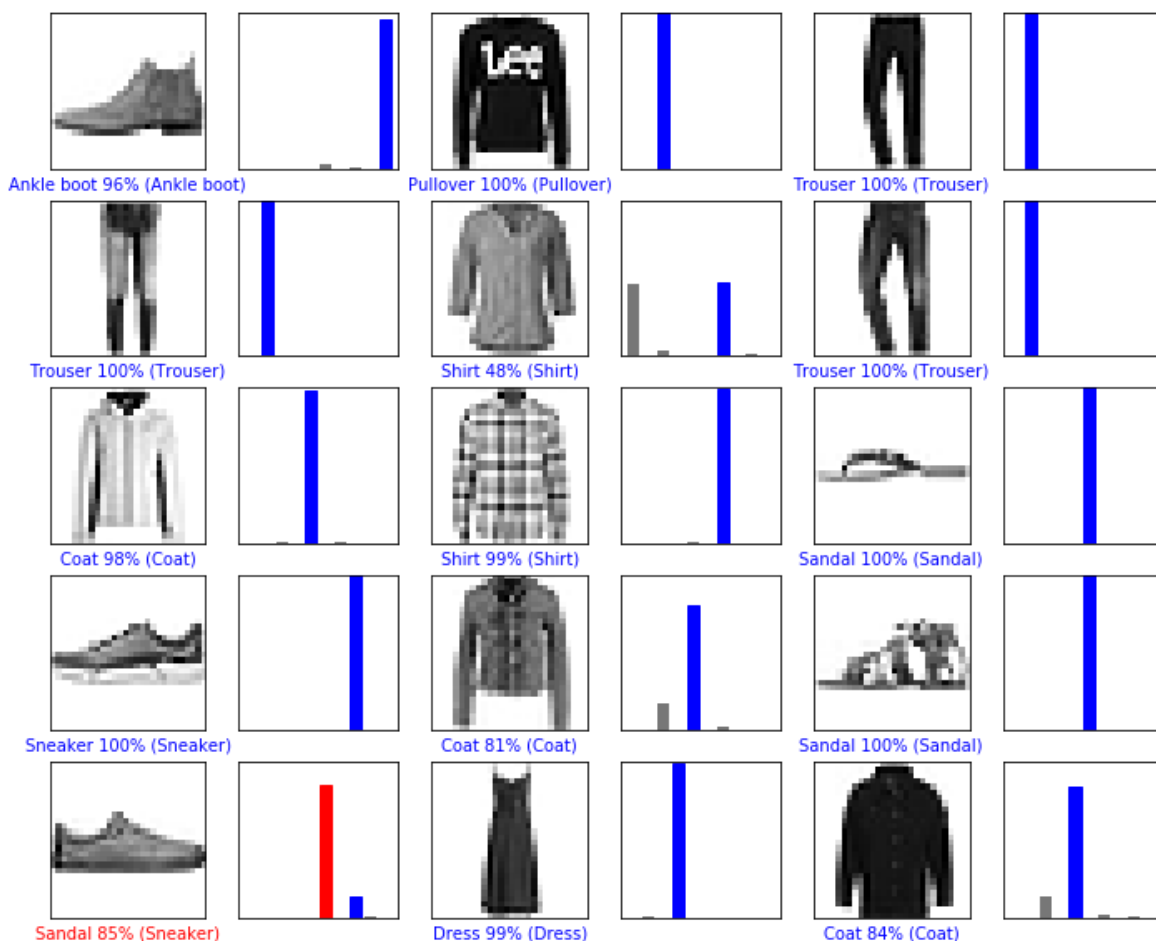 Lee
Ankle boot 96% (Ankle boot)
Pullover 100% (Pullover)
Trouser 100% (Trouser)
Trouser 100% (Trouser)
Shirt 48% (Shirt)
Trouser 100% (Trouser)
Coat 98% (Coat)
Shirt 99% (Shirt)
Sandal 100% (Sandal)
Sneaker 100% (Sneaker)
Coat 81% (Coat)
Sandal 100% (Sandal)
Sandal 85% (Sneaker)
Dress 99% (Dress)
Coat 84% (Coat)